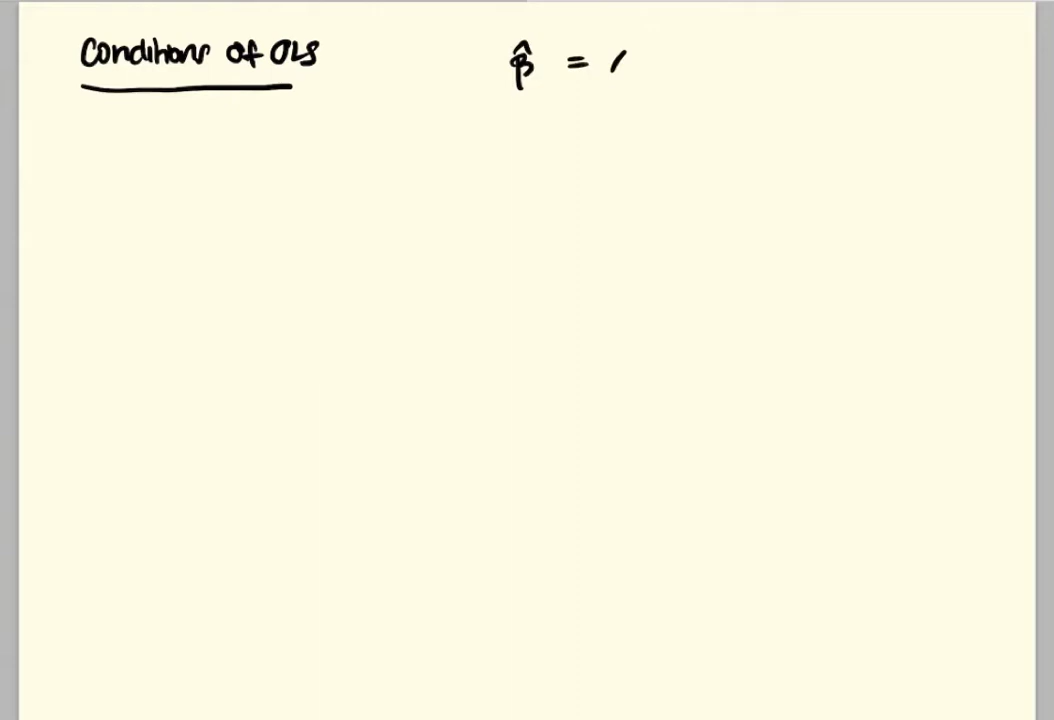 Conditions of OLS
β̂ = (